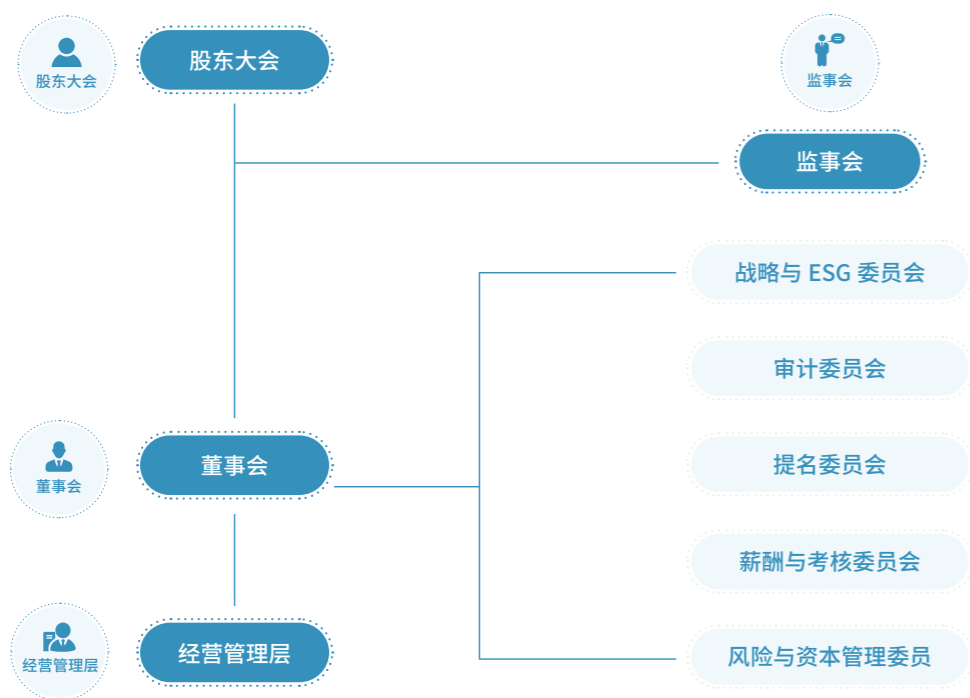 股东大会
股东大会
监事会
监事会
战略与 ESG 委员会
审计委员会
提名委员会
董事会
董事会
薪酬与考核委员会
经营管理层
经营管理层
风险与资本管理委员